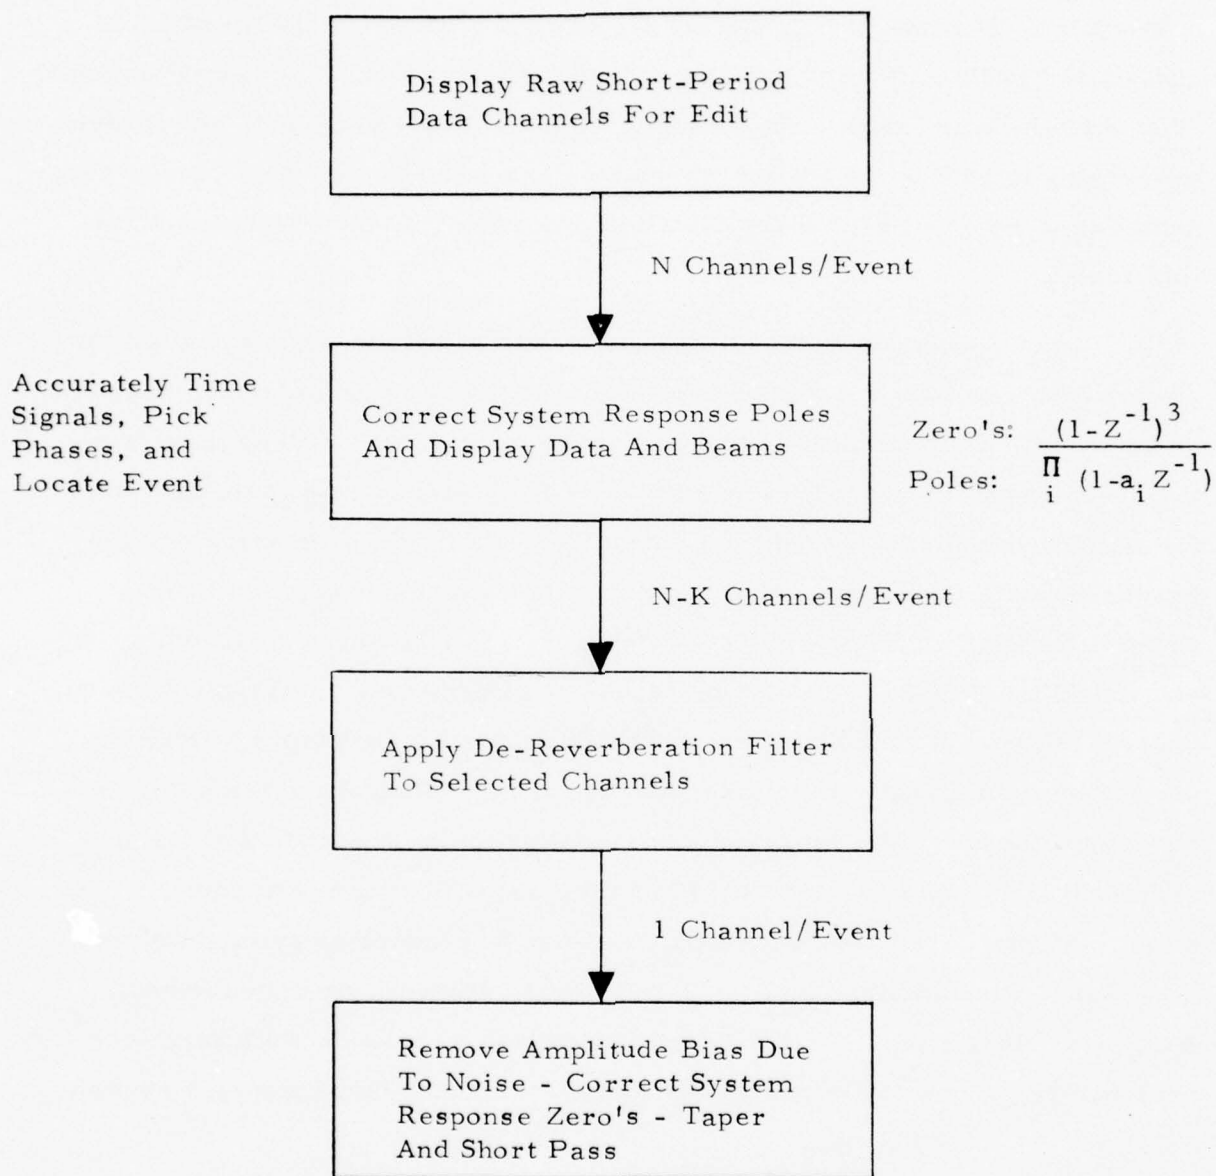 Display Raw Short-Period
Data Channels For Edit
N Channels/Event
Accurately Time
Signals, Pick
Phases, and
Locate Event
Correct System Response Poles
And Display Data And Beams
Zero's: (1-Z^{-1})^3
Poles: Π_i (1-a_i Z^{-1})
N-K Channels/Event
Apply De-Reverberation Filter
To Selected Channels
1 Channel/Event
Remove Amplitude Bias Due
To Noise - Correct System
Response Zero's - Taper
And Short Pass